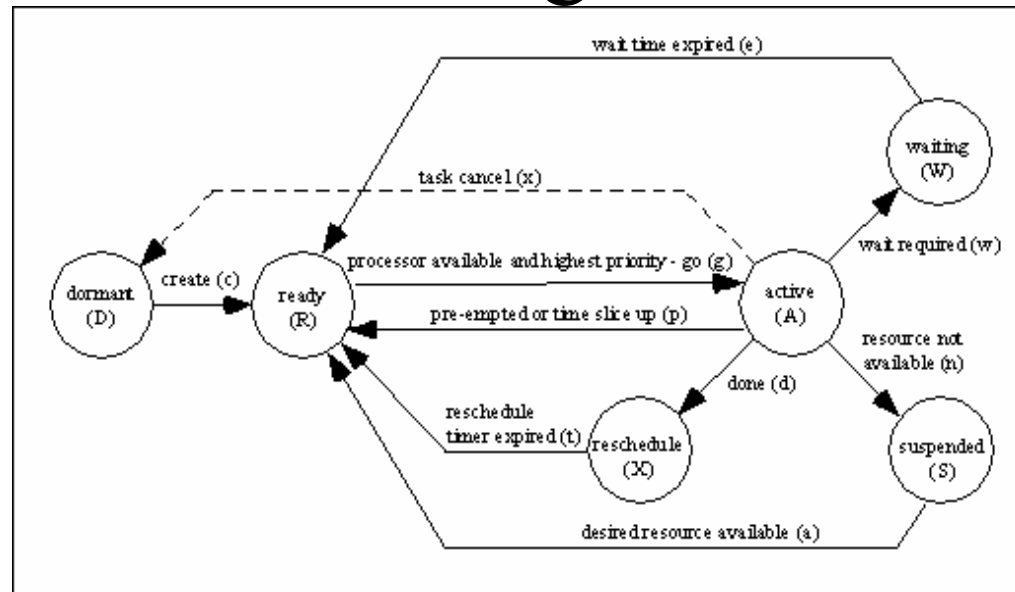 wait time expired (e)
waiting
(W)
task cancel (x)
wait required (w)
processor available and highest priority - go (g)
create (c)
dormant
(D)
ready
(R)
active
(A)
pre-empted or time slice up (p)
resource not
available (n)
done (d)
reschedule
timer expired (t)
reschedule
(X)
suspended
(S)
desired resource available (a)